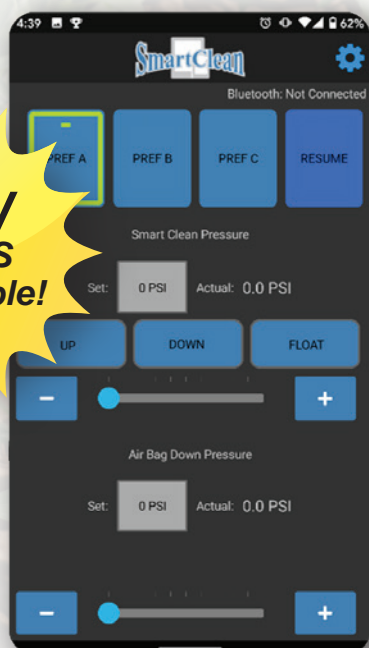 4:39 62%
SmartClean
Bluetooth: Not Connected
PREF A PREF B PREF C RESUME
Smart Clean Pressure
Set: 0 PSI Actual: 0.0 PSI
UP DOWN FLOAT
- +
Air Bag Down Pressure
Set: 0 PSI Actual: 0.0 PSI
- +